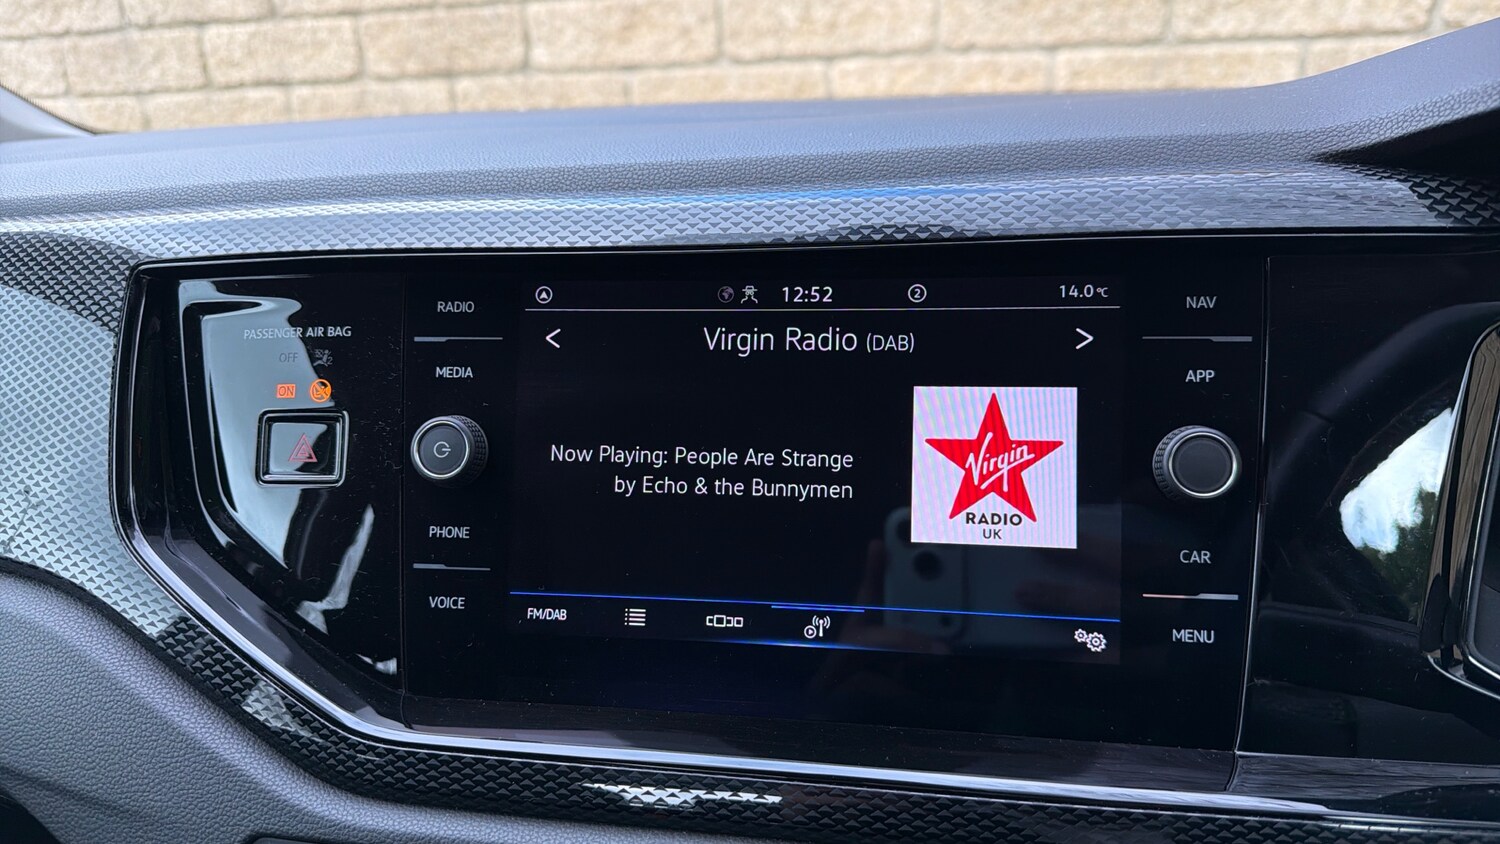 PASSENGER AIR BAG
OFF
ON
RADIO
MEDIA
PHONE
VOICE
12:52
2
14.0°C
< Virgin Radio (DAB) >
Now Playing: People Are Strange
by Echo & the Bunnymen
Virgin
RADIO
UK
FM/DAB
NAV
APP
CAR
MENU